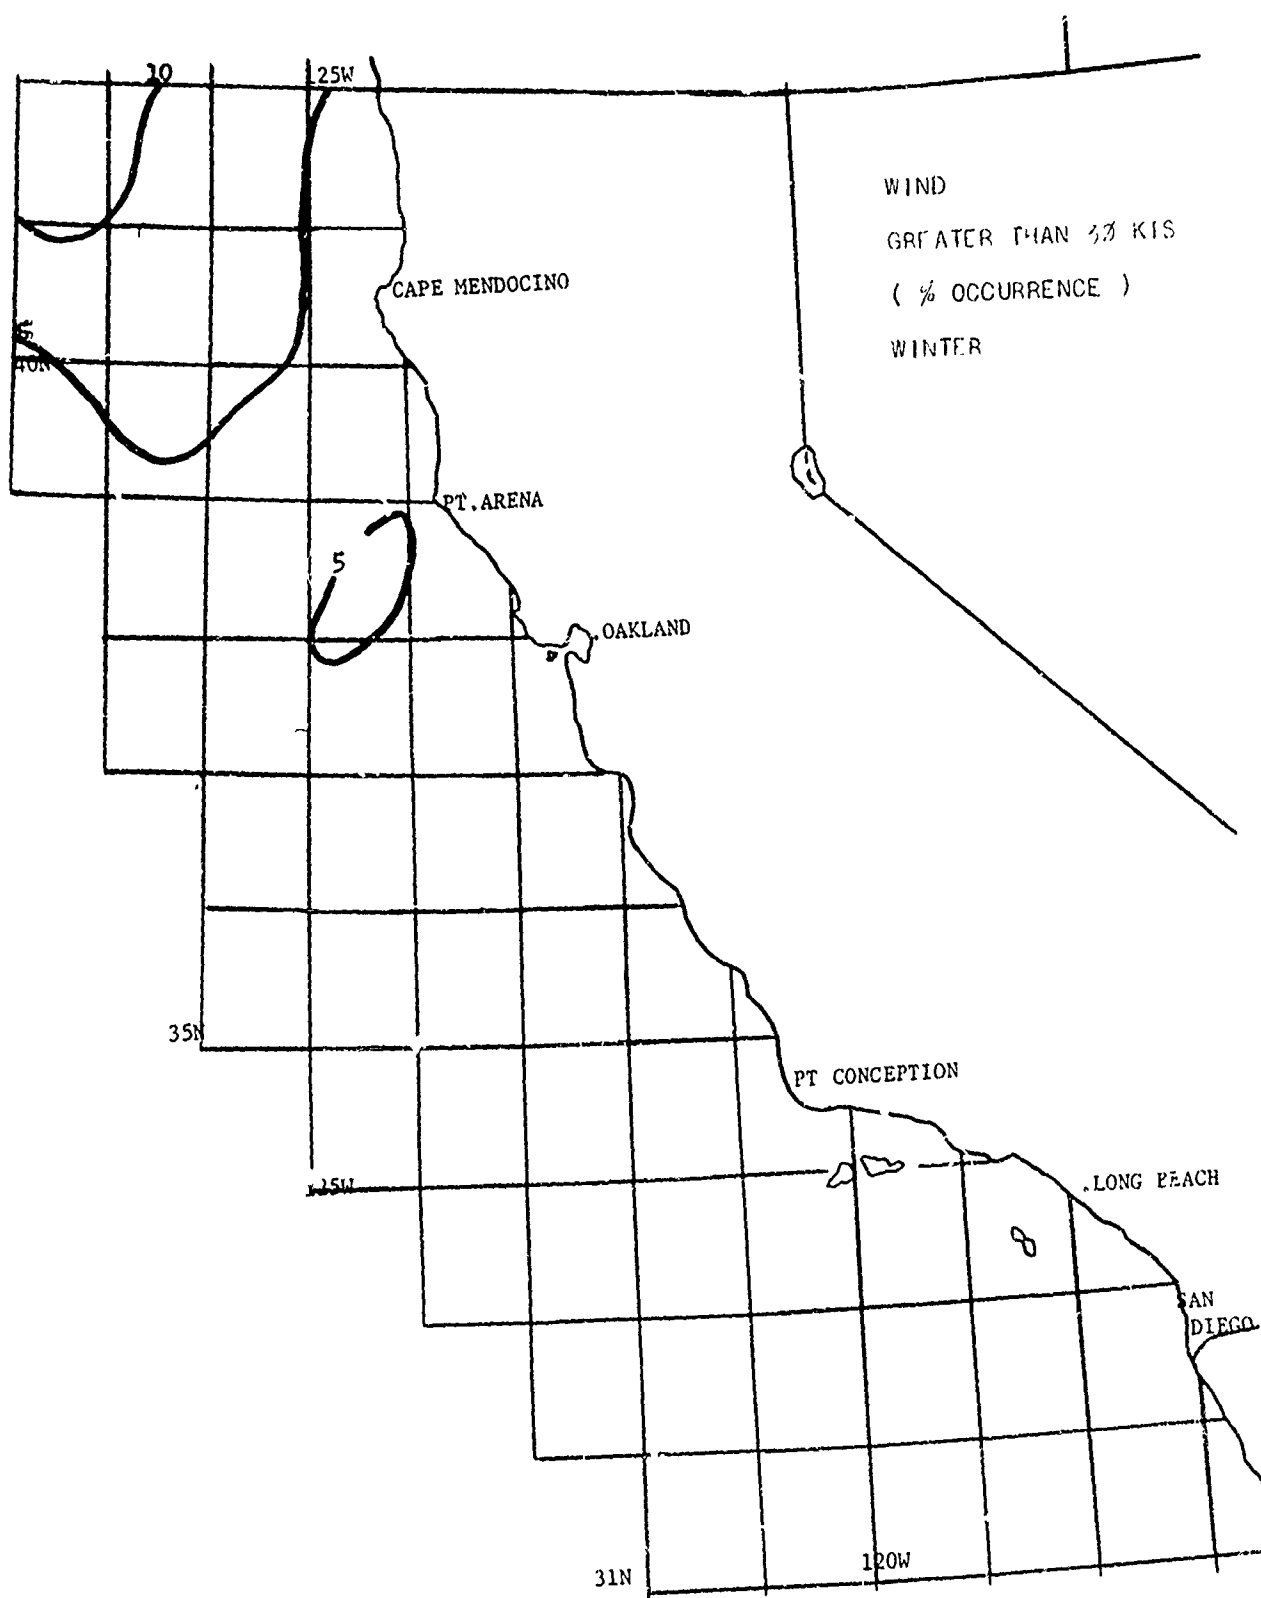 10
25W
WIND
GREATER THAN 30 KTS
( % OCCURRENCE )
WINTER
CAPE MENDOCINO
40N
PT.ARENA
5
.OAKLAND
35N
PT CONCEPTION
125W
.LONG BEACH
SAN
DIEGO
120W
31N